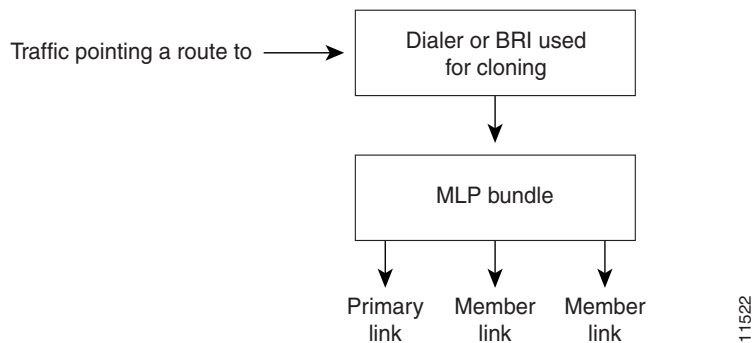 Traffic pointing a route to
Dialer or BRI used
for cloning
MLP bundle
Primary
link
Member
link
Member
link
11522